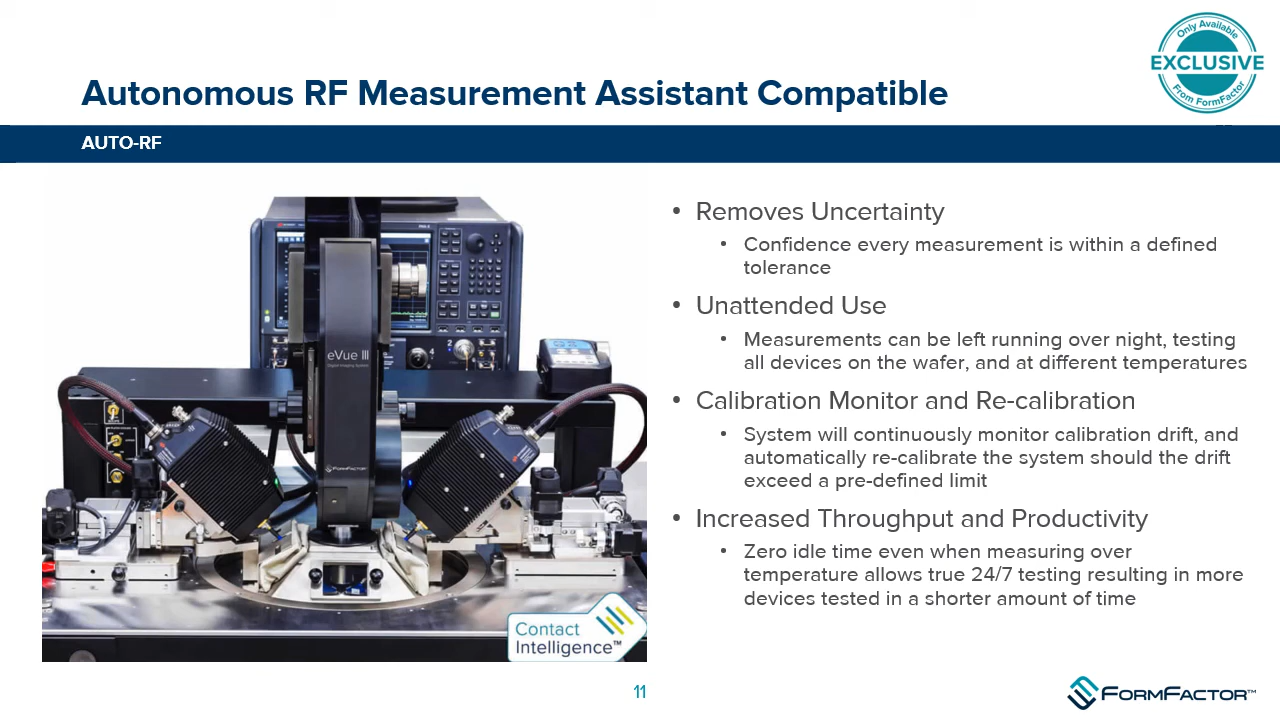 Only Available
EXCLUSIVE
From FormFactor
Autonomous RF Measurement Assistant Compatible
AUTO-RF
• Removes Uncertainty
• Confidence every measurement is within a defined
tolerance
• Unattended Use
• Measurements can be left running over night, testing
all devices on the wafer, and at different temperatures
• Calibration Monitor and Re-calibration
• System will continuously monitor calibration drift, and
automatically re-calibrate the system should the drift
exceed a pre-defined limit
• Increased Throughput and Productivity
• Zero idle time even when measuring over
temperature allows true 24/7 testing resulting in more
devices tested in a shorter amount of time
eVue III
Digital Imaging System
2
4
FORMFACTOR
Contact
Intelligence™
11
FORMFACTOR™